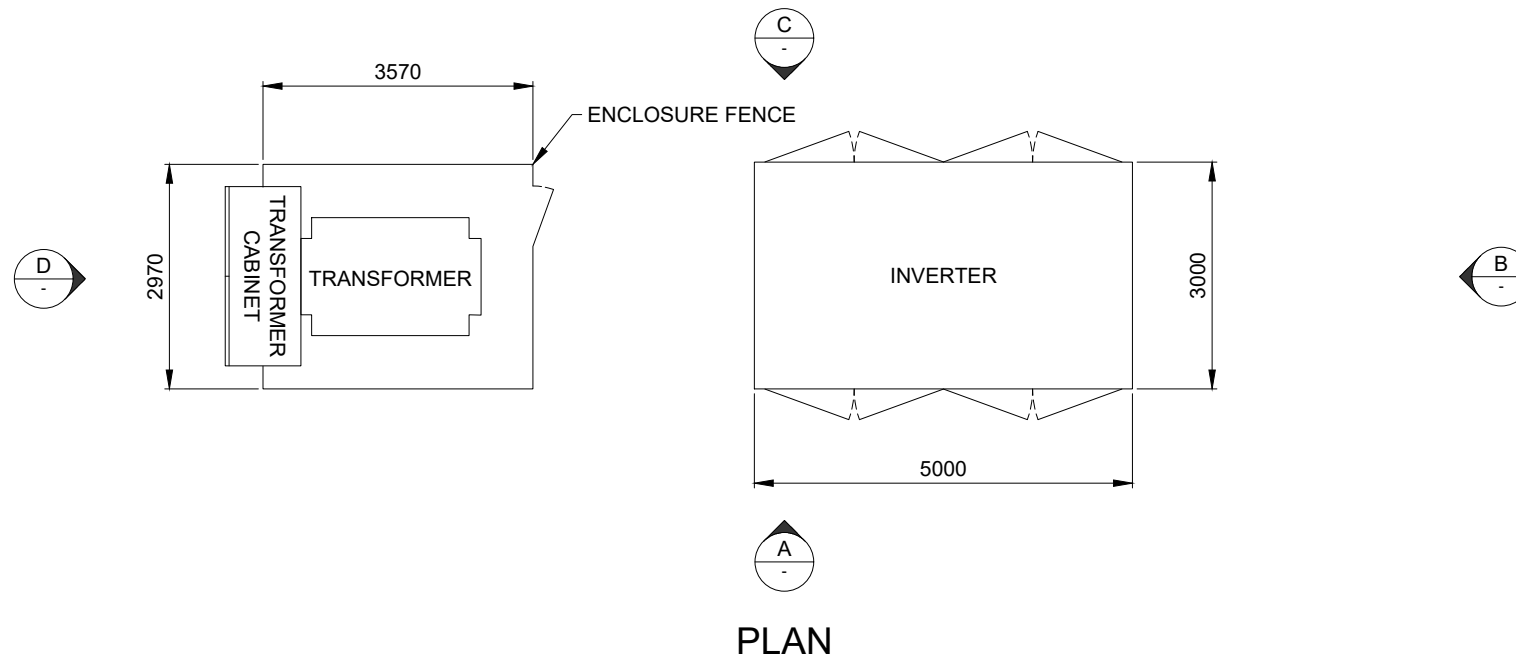 C
-
3570
ENCLOSURE FENCE
TRANSFORMER
CABINET
TRANSFORMER
INVERTER
D
-
2970
3000
B
-
5000
A
-
PLAN